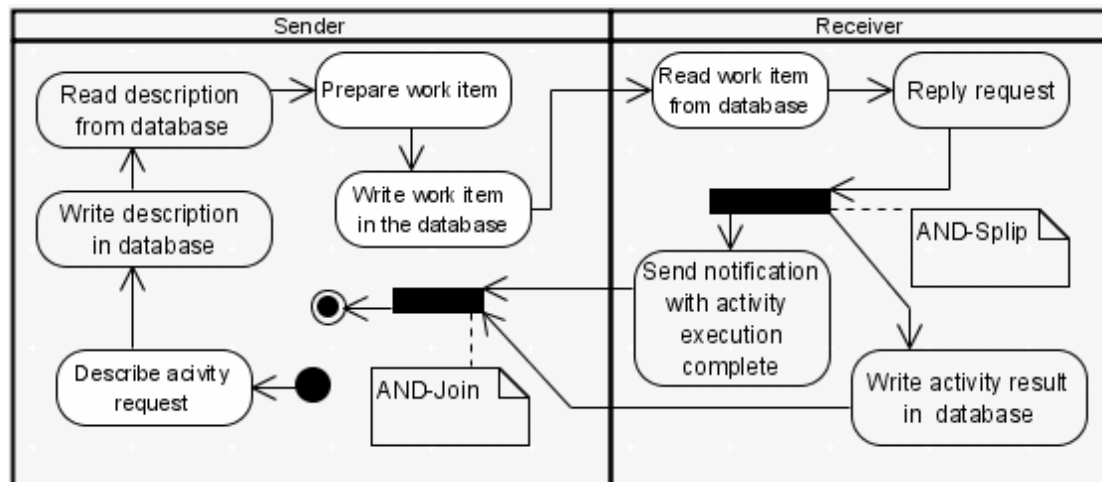 Sender
Receiver
Read description
from database
Prepare work item
Read work item
from database
Reply request
Write description
in database
Write work item
in the database
AND-Splip
Send notification
with activity
execution
complete
Describe acivity
request
AND-Join
Write activity result
in database